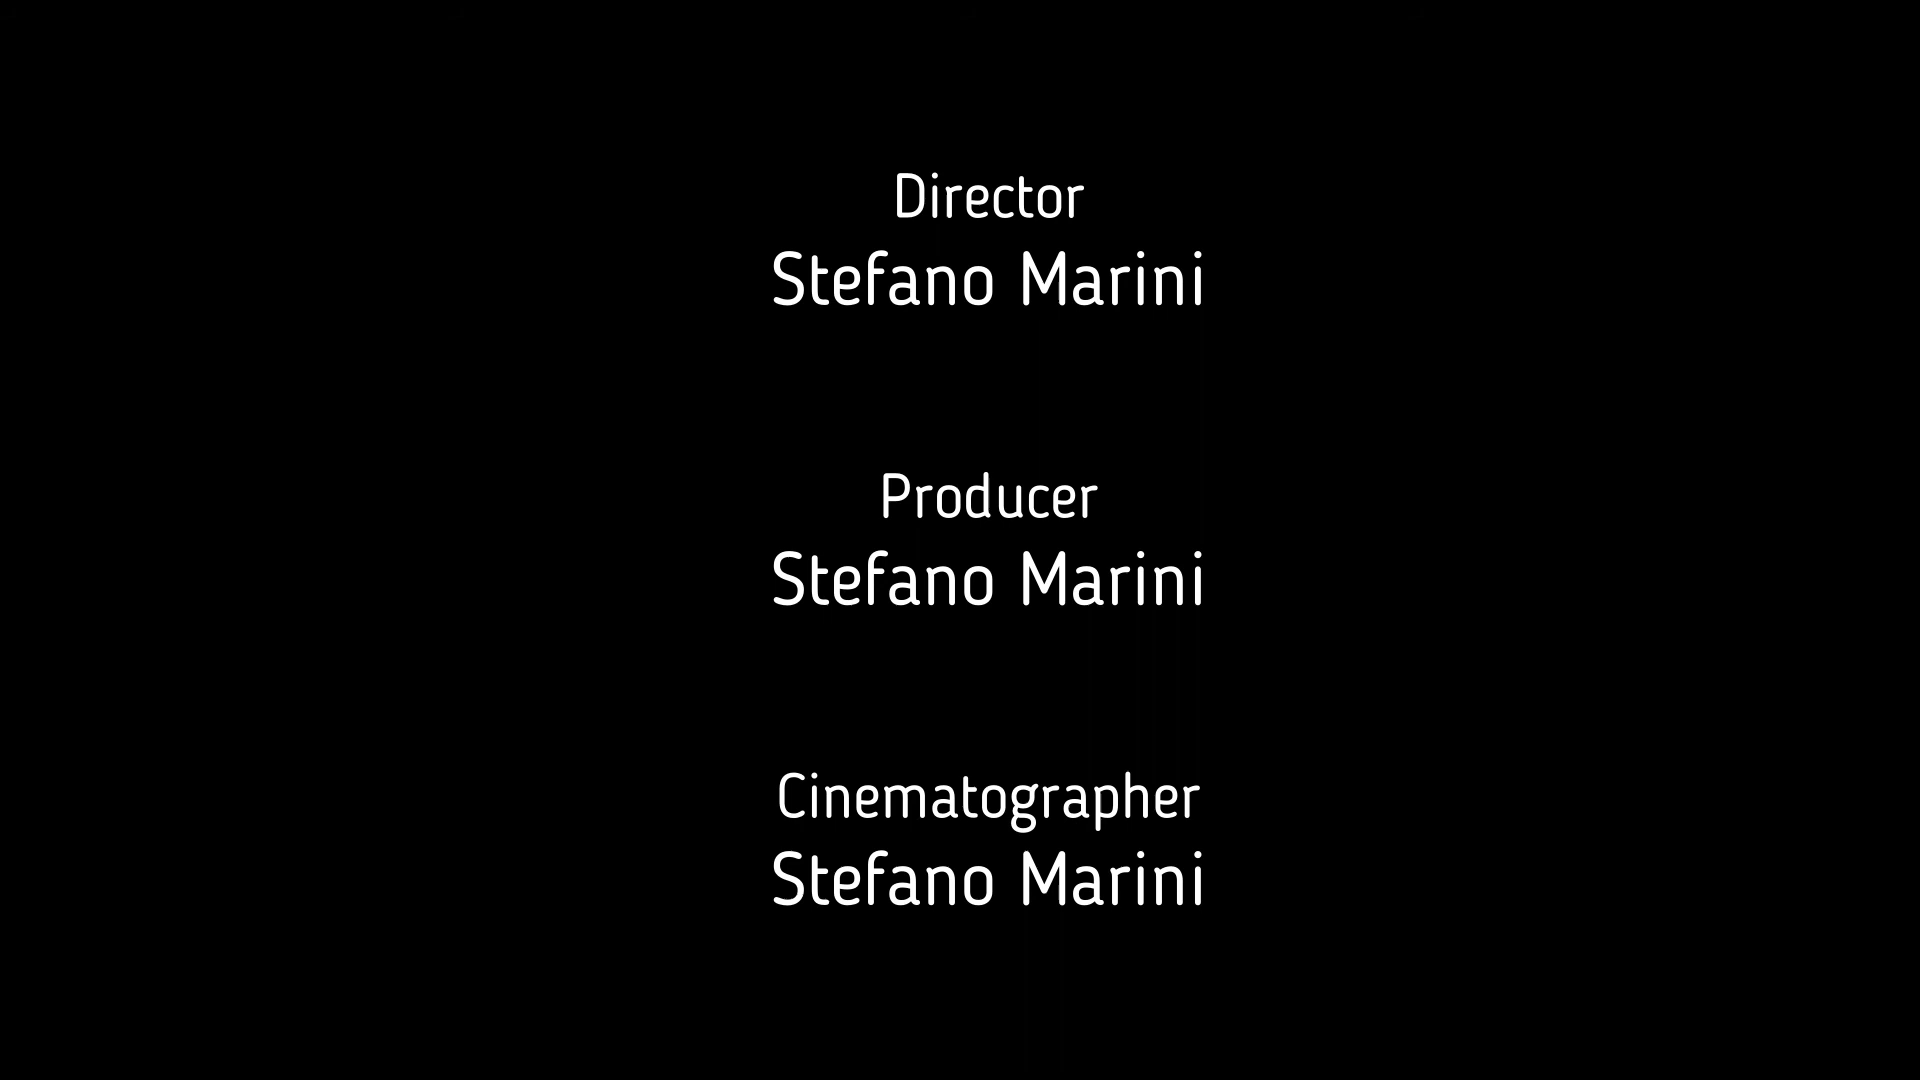 Director
Stefano Marini
Producer
Stefano Marini
Cinematographer
Stefano Marini